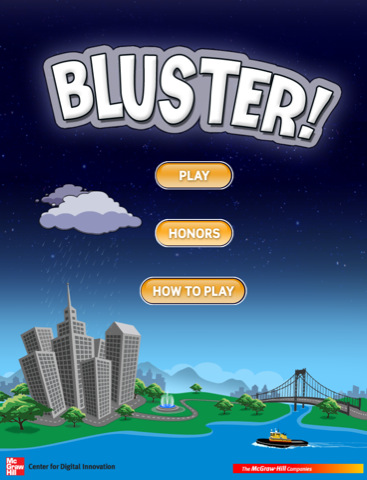 BLUSTER!
PLAY
HONORS
HOW TO PLAY
Mc
Graw
Hill
Center for Digital Innovation
The McGraw·Hill Companies